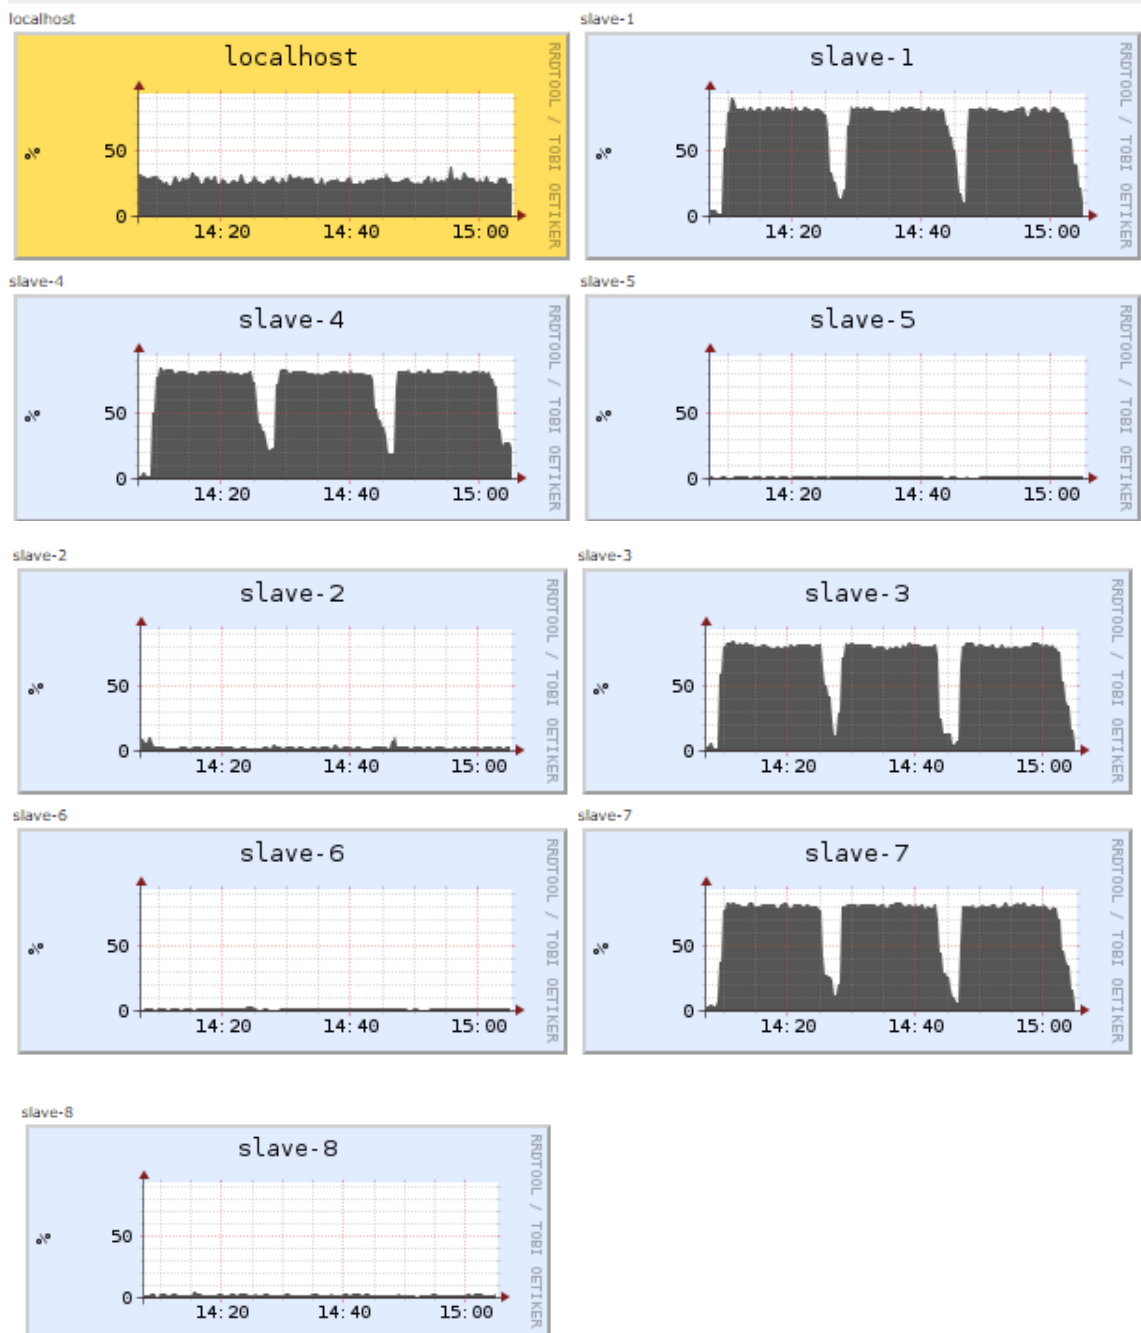 localhost
slave-1
localhost
RRDTOOL / TOBI OETIKER
%
50
0
14:20 14:40 15:00
slave-1
RRDTOOL / TOBI OETIKER
%
50
0
14:20 14:40 15:00
slave-4
slave-5
slave-4
RRDTOOL / TOBI OETIKER
%
50
0
14:20 14:40 15:00
slave-5
RRDTOOL / TOBI OETIKER
%
50
0
14:20 14:40 15:00
slave-2
slave-3
slave-2
RRDTOOL / TOBI OETIKER
%
50
0
14:20 14:40 15:00
slave-3
RRDTOOL / TOBI OETIKER
%
50
0
14:20 14:40 15:00
slave-6
slave-7
slave-6
RRDTOOL / TOBI OETIKER
%
50
0
14:20 14:40 15:00
slave-7
RRDTOOL / TOBI OETIKER
%
50
0
14:20 14:40 15:00
slave-8
slave-8
RRDTOOL / TOBI OETIKER
%
50
0
14:20 14:40 15:00